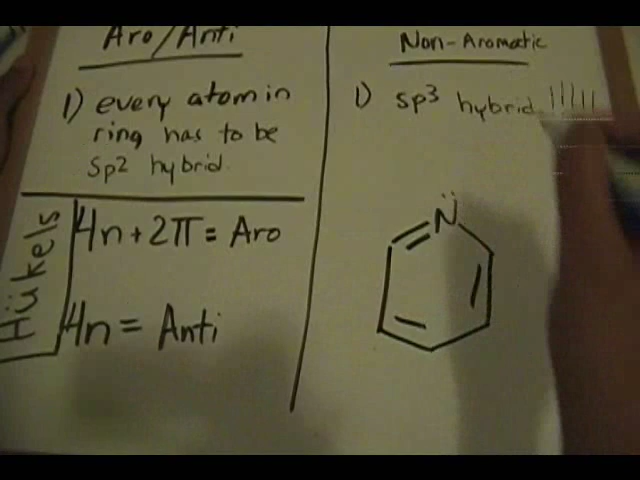 Aro/Anti
1) every atom in
ring has to be
sp2 hybrid.
Hükels
4n+2π = Aro
4n = Anti
Non-Aromatic
1) sp3 hybrid !!!!!
N